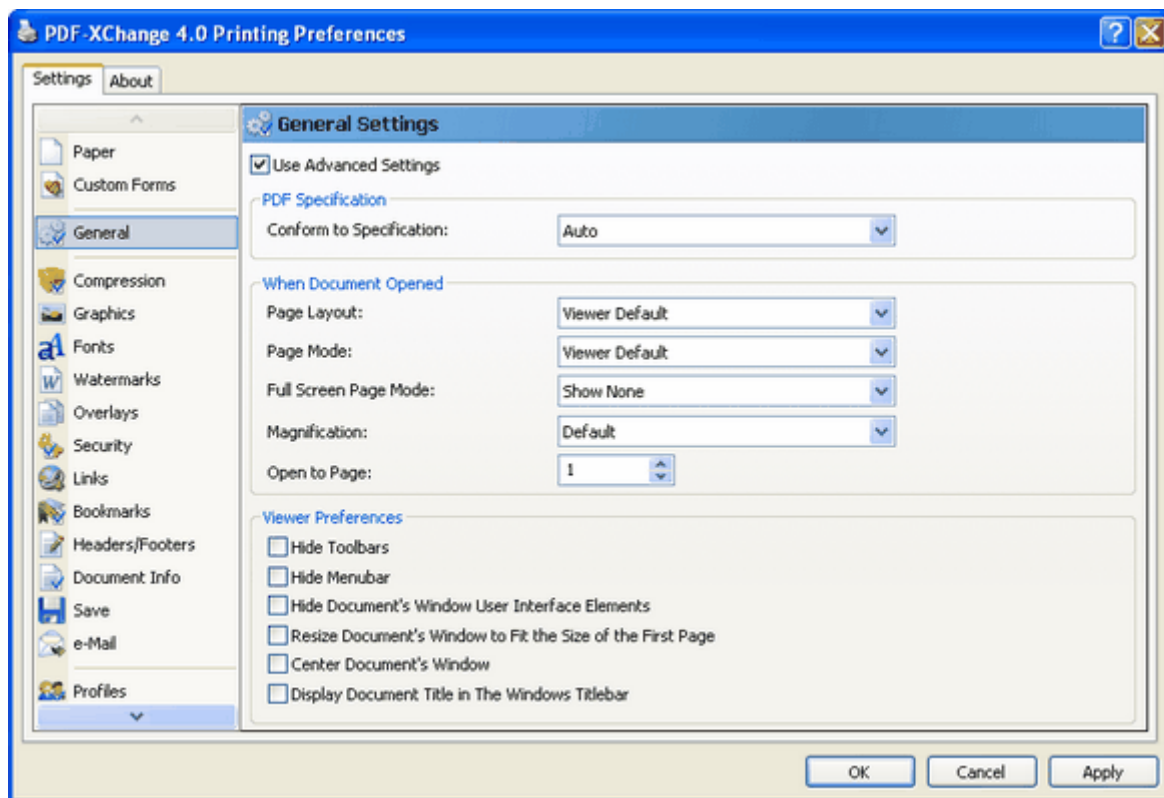 PDF-XChange 4.0 Printing Preferences
Settings
About
Paper
Custom Forms
General
Compression
Graphics
Fonts
Watermarks
Overlays
Security
Links
Bookmarks
Headers/Footers
Document Info
Save
e-Mail
Profiles
General Settings
Use Advanced Settings
PDF Specification
Conform to Specification: Auto
When Document Opened
Page Layout: Viewer Default
Page Mode: Viewer Default
Full Screen Page Mode: Show None
Magnification: Default
Open to Page: 1
Viewer Preferences
Hide Toolbars
Hide Menubar
Hide Document's Window User Interface Elements
Resize Document's Window to Fit the Size of the First Page
Center Document's Window
Display Document Title in The Windows Titlebar
OK Cancel Apply